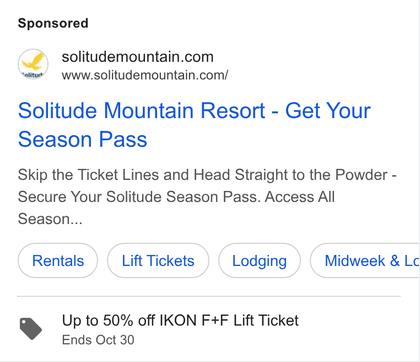 Sponsored
solitudemountain.com
www.solitudemountain.com/
Solitude Mountain Resort - Get Your
Season Pass
Skip the Ticket Lines and Head Straight to the Powder -
Secure Your Solitude Season Pass. Access All
Season...
Rentals
Lift Tickets
Lodging
Midweek & Lo
Up to 50% off IKON F+F Lift Ticket
Ends Oct 30